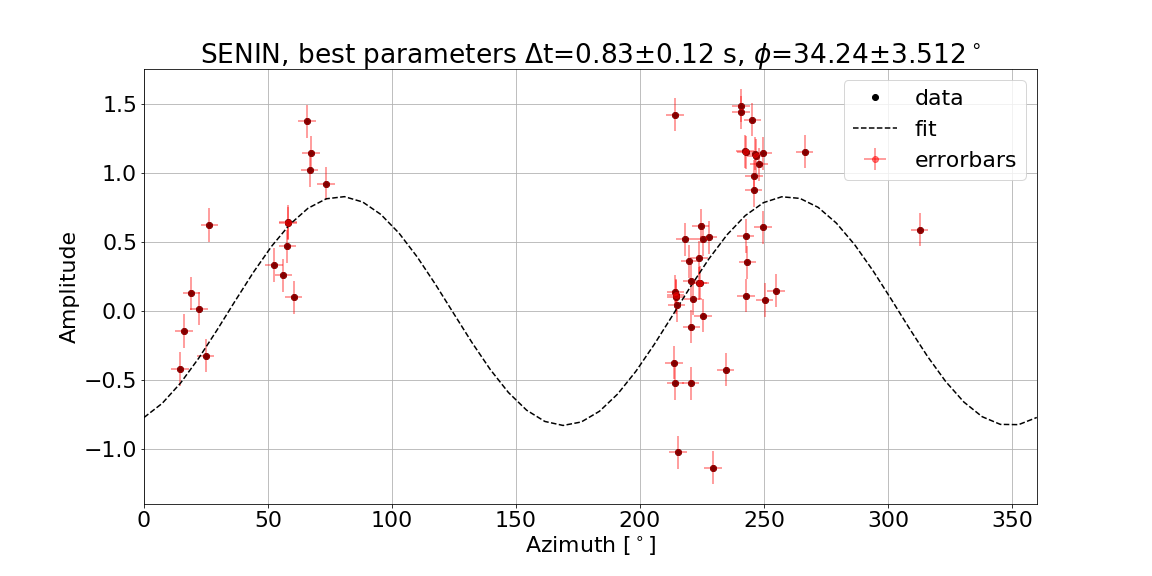 SENIN, best parameters Δt=0.83±0.12 s, ϕ=34.24±3.512°
1.5
1.0
0.5
0.0
−0.5
−1.0
Amplitude
data
fit
errorbars
0 50 100 150 200 250 300 350
Azimuth [°]